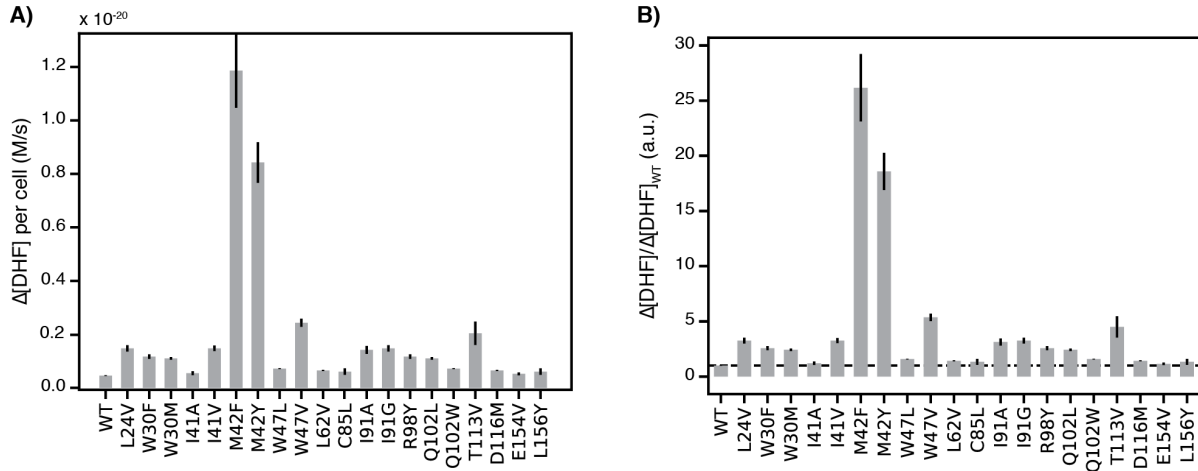 A)
x 10-20
Δ[DHF] per cell (M/s)
1.2
1.0
0.8
0.6
0.4
0.2
0.0
WT
L24V
W30F
W30M
I41A
I41V
M42F
M42Y
W47L
W47V
L62V
C85L
I91A
I91G
R98Y
Q102L
Q102W
T113V
D116M
E154V
L156Y
B)
Δ[DHF]/Δ[DHF]WT (a.u.)
30
25
20
15
10
5
0
WT
L24V
W30F
W30M
I41A
I41V
M42F
M42Y
W47L
W47V
L62V
C85L
I91A
I91G
R98Y
Q102L
Q102W
T113V
D116M
E154V
L156Y